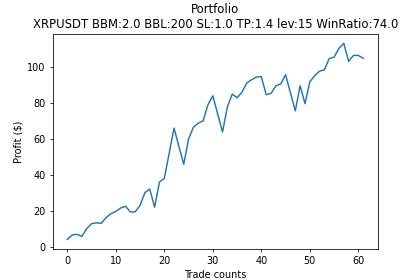 Portfolio
XRPUSDT BBM:2.0 BBL:200 SL:1.0 TP:1.4 lev:15 WinRatio:74.0
100
80
60
40
20
0
Profit ($)
0 10 20 30 40 50 60
Trade counts